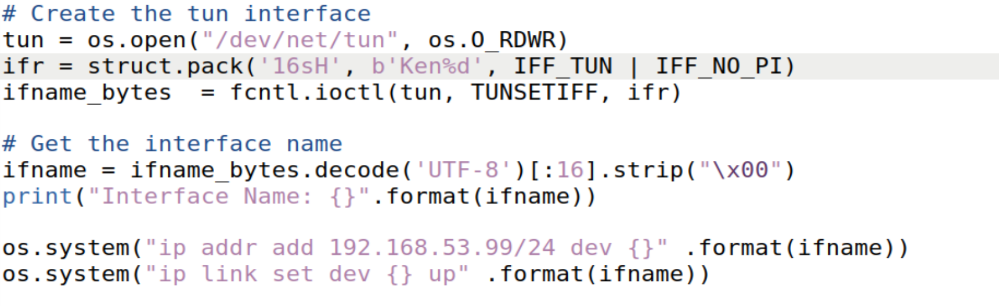 # Create the tun interface
tun = os.open("/dev/net/tun", os.O_RDWR)
ifr = struct.pack('16sH', b'Ken%d', IFF_TUN | IFF_NO_PI)
ifname_bytes  = fcntl.ioctl(tun, TUNSETIFF, ifr)
# Get the interface name
ifname = ifname_bytes.decode('UTF-8')[:16].strip("\x00")
print("Interface Name: {}".format(ifname))
os.system("ip addr add 192.168.53.99/24 dev {}" .format(ifname))
os.system("ip link set dev {} up" .format(ifname))